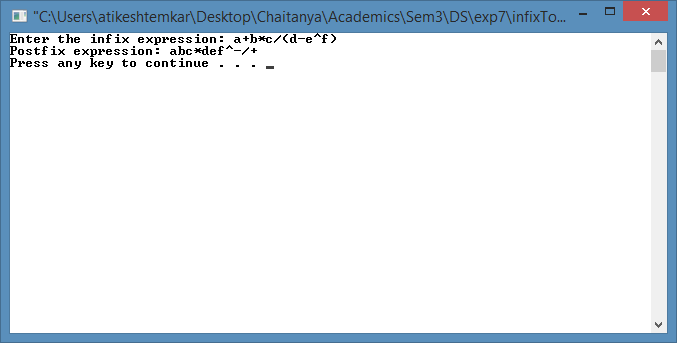 "C:\Users\atikeshtemkar\Desktop\Chaitanya\Academics\Sem3\DS\exp7\infixTo...
Enter the infix expression: a+b*c/(d-e^f)
Postfix expression: abc*def^-/+
Press any key to continue . . .